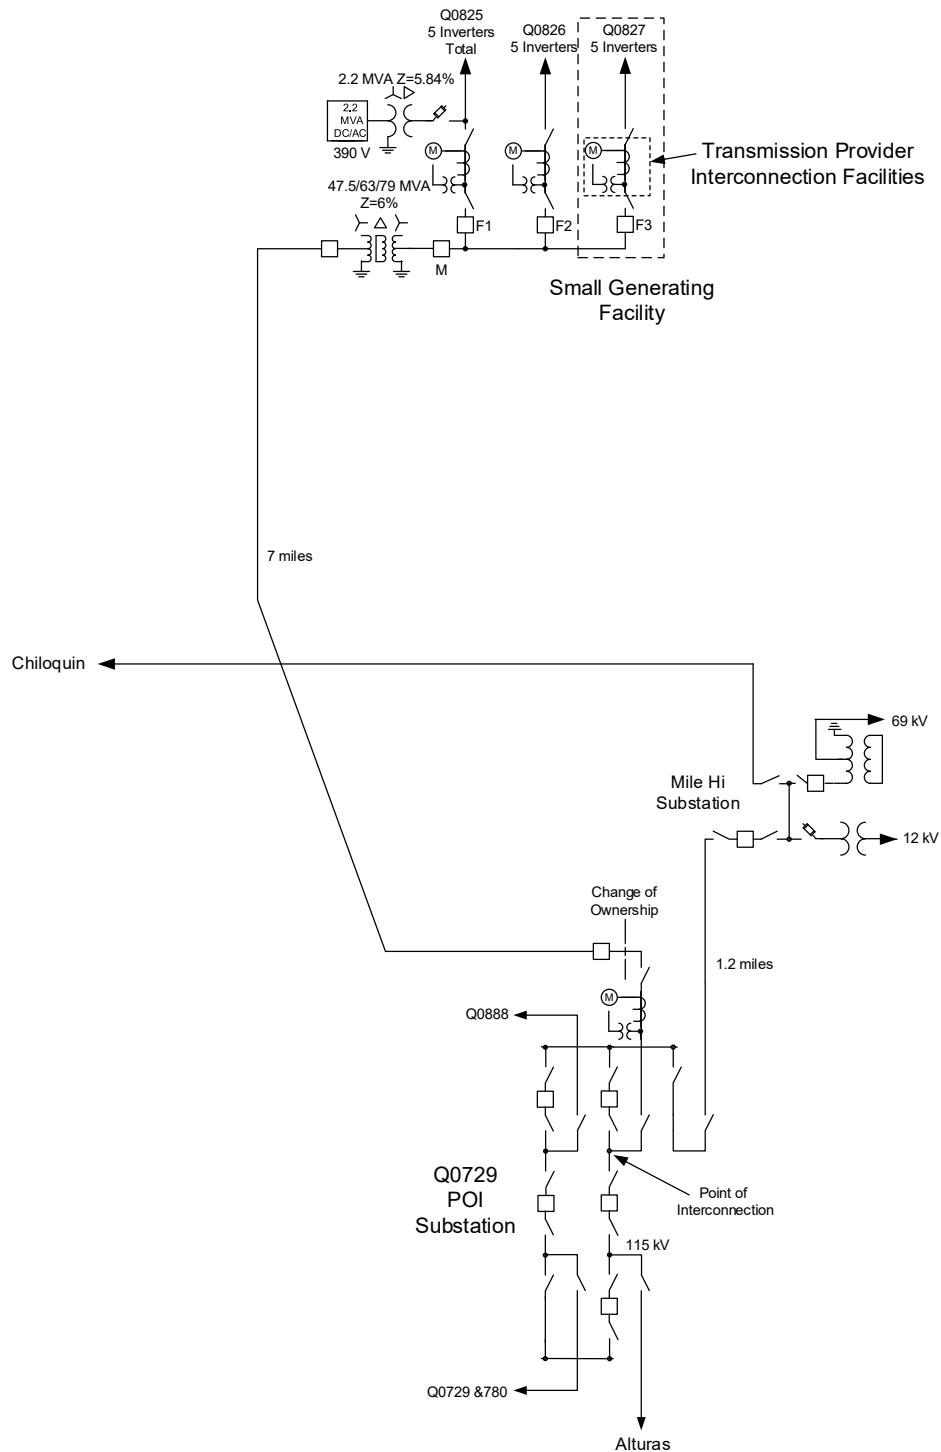 Q0825
5 Inverters
Total
Q0826
5 Inverters
Q0827
5 Inverters
2.2 MVA Z=5.84%
2.2
MVA
DC/AC
390 V
M
M
M
Transmission Provider
Interconnection Facilities
47.5/63/79 MVA
Z=6%
F1
F2
F3
M
Small Generating
Facility
7 miles
Chiloquin
69 kV
Mile Hi
Substation
12 kV
Change of
Ownership
1.2 miles
M
Q0888
Q0729
POI
Substation
Point of
Interconnection
115 kV
Q0729 &780
Alturas